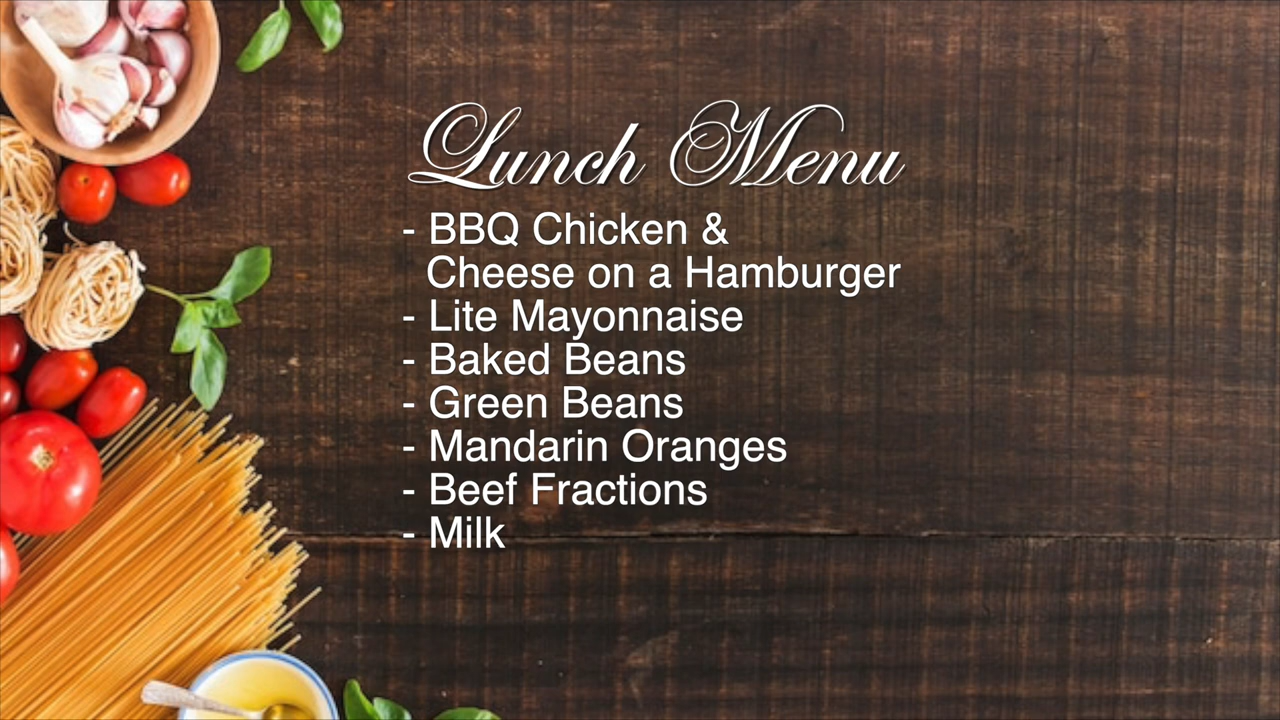 Lunch Menu
- BBQ Chicken &
Cheese on a Hamburger
- Lite Mayonnaise
- Baked Beans
- Green Beans
- Mandarin Oranges
- Beef Fractions
- Milk